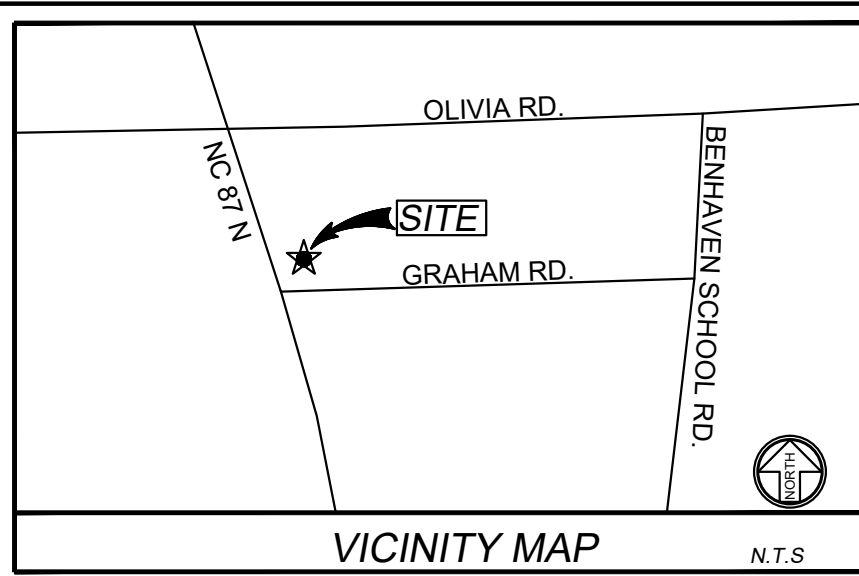 OLIVIA RD.
NC 87 N
BENHAVEN SCHOOL RD.
SITE
GRAHAM RD.
NORTH
VICINITY MAP
N.T.S